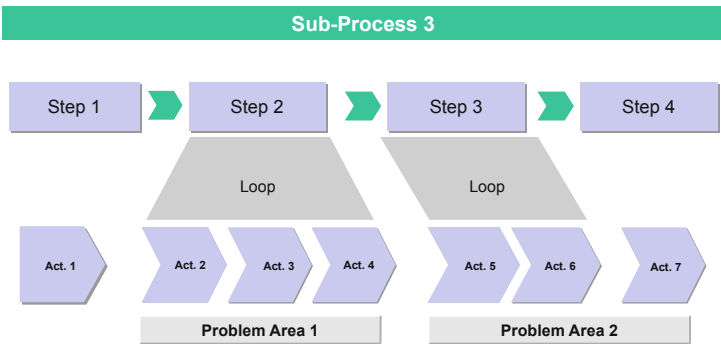 Sub-Process 3
Step 1
Step 2
Step 3
Step 4
Loop
Loop
Act. 1
Act. 2
Act. 3
Act. 4
Act. 5
Act. 6
Act. 7
Problem Area 1
Problem Area 2